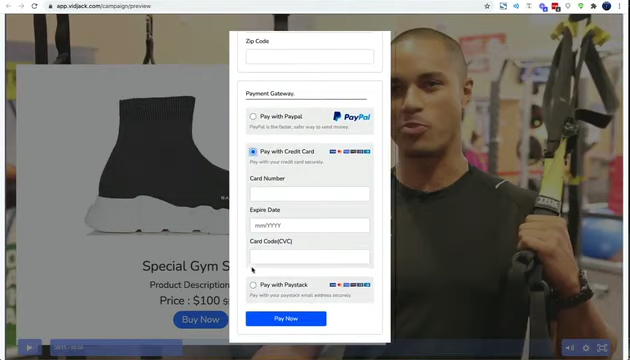 app.vidjack.com/campaign/preview
Zip Code
Payment Gateway.
Pay with Paypal
PayPal
PayPal is the faster, safer way to send money.
Pay with Credit Card
Pay with your credit card securely.
Card Number
Expire Date
mm/YYYY
Card Code(CVC)
Pay with Paystack
Pay with your paystack email address securely.
Pay Now
Special Gym S
Product Description
Price : $100
Buy Now